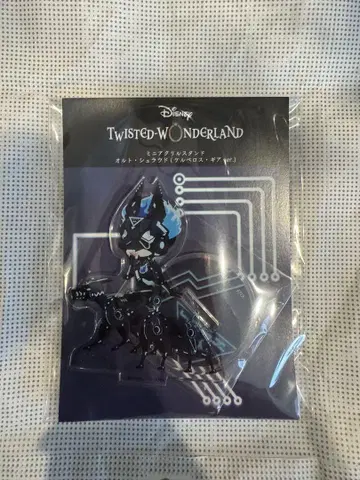 Disney
TWISTED-WONDERLAND
ミニアクリルスタンド
オルト・シュラウド(ケルベロス・ギアver.)